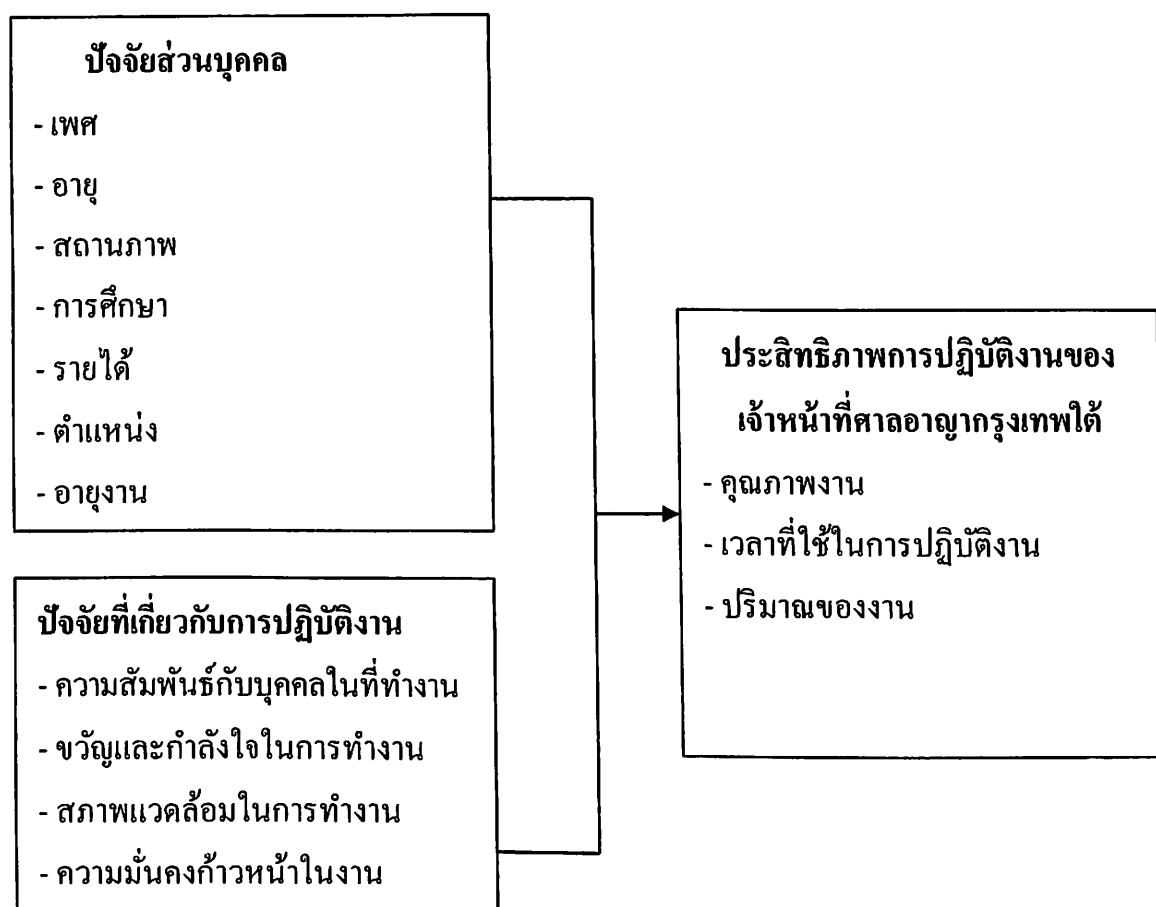 ปัจจัยส่วนบุคคล
- เพศ
- อายุ
- สถานภาพ
- การศึกษา
- รายได้
- ตำแหน่ง
- อายุงาน
ปัจจัยที่เกี่ยวกับการปฏิบัติงาน
- ความสัมพันธ์กับบุคคลในที่ทำงาน
- ขวัญและกำลังใจในการทำงาน
- สภาพแวดล้อมในการทำงาน
- ความมั่นคงก้าวหน้าในงาน
ประสิทธิภาพการปฏิบัติงานของ
เจ้าหน้าที่ศาลอาญากรุงเทพใต้
- คุณภาพงาน
- เวลาที่ใช้ในการปฏิบัติงาน
- ปริมาณของงาน